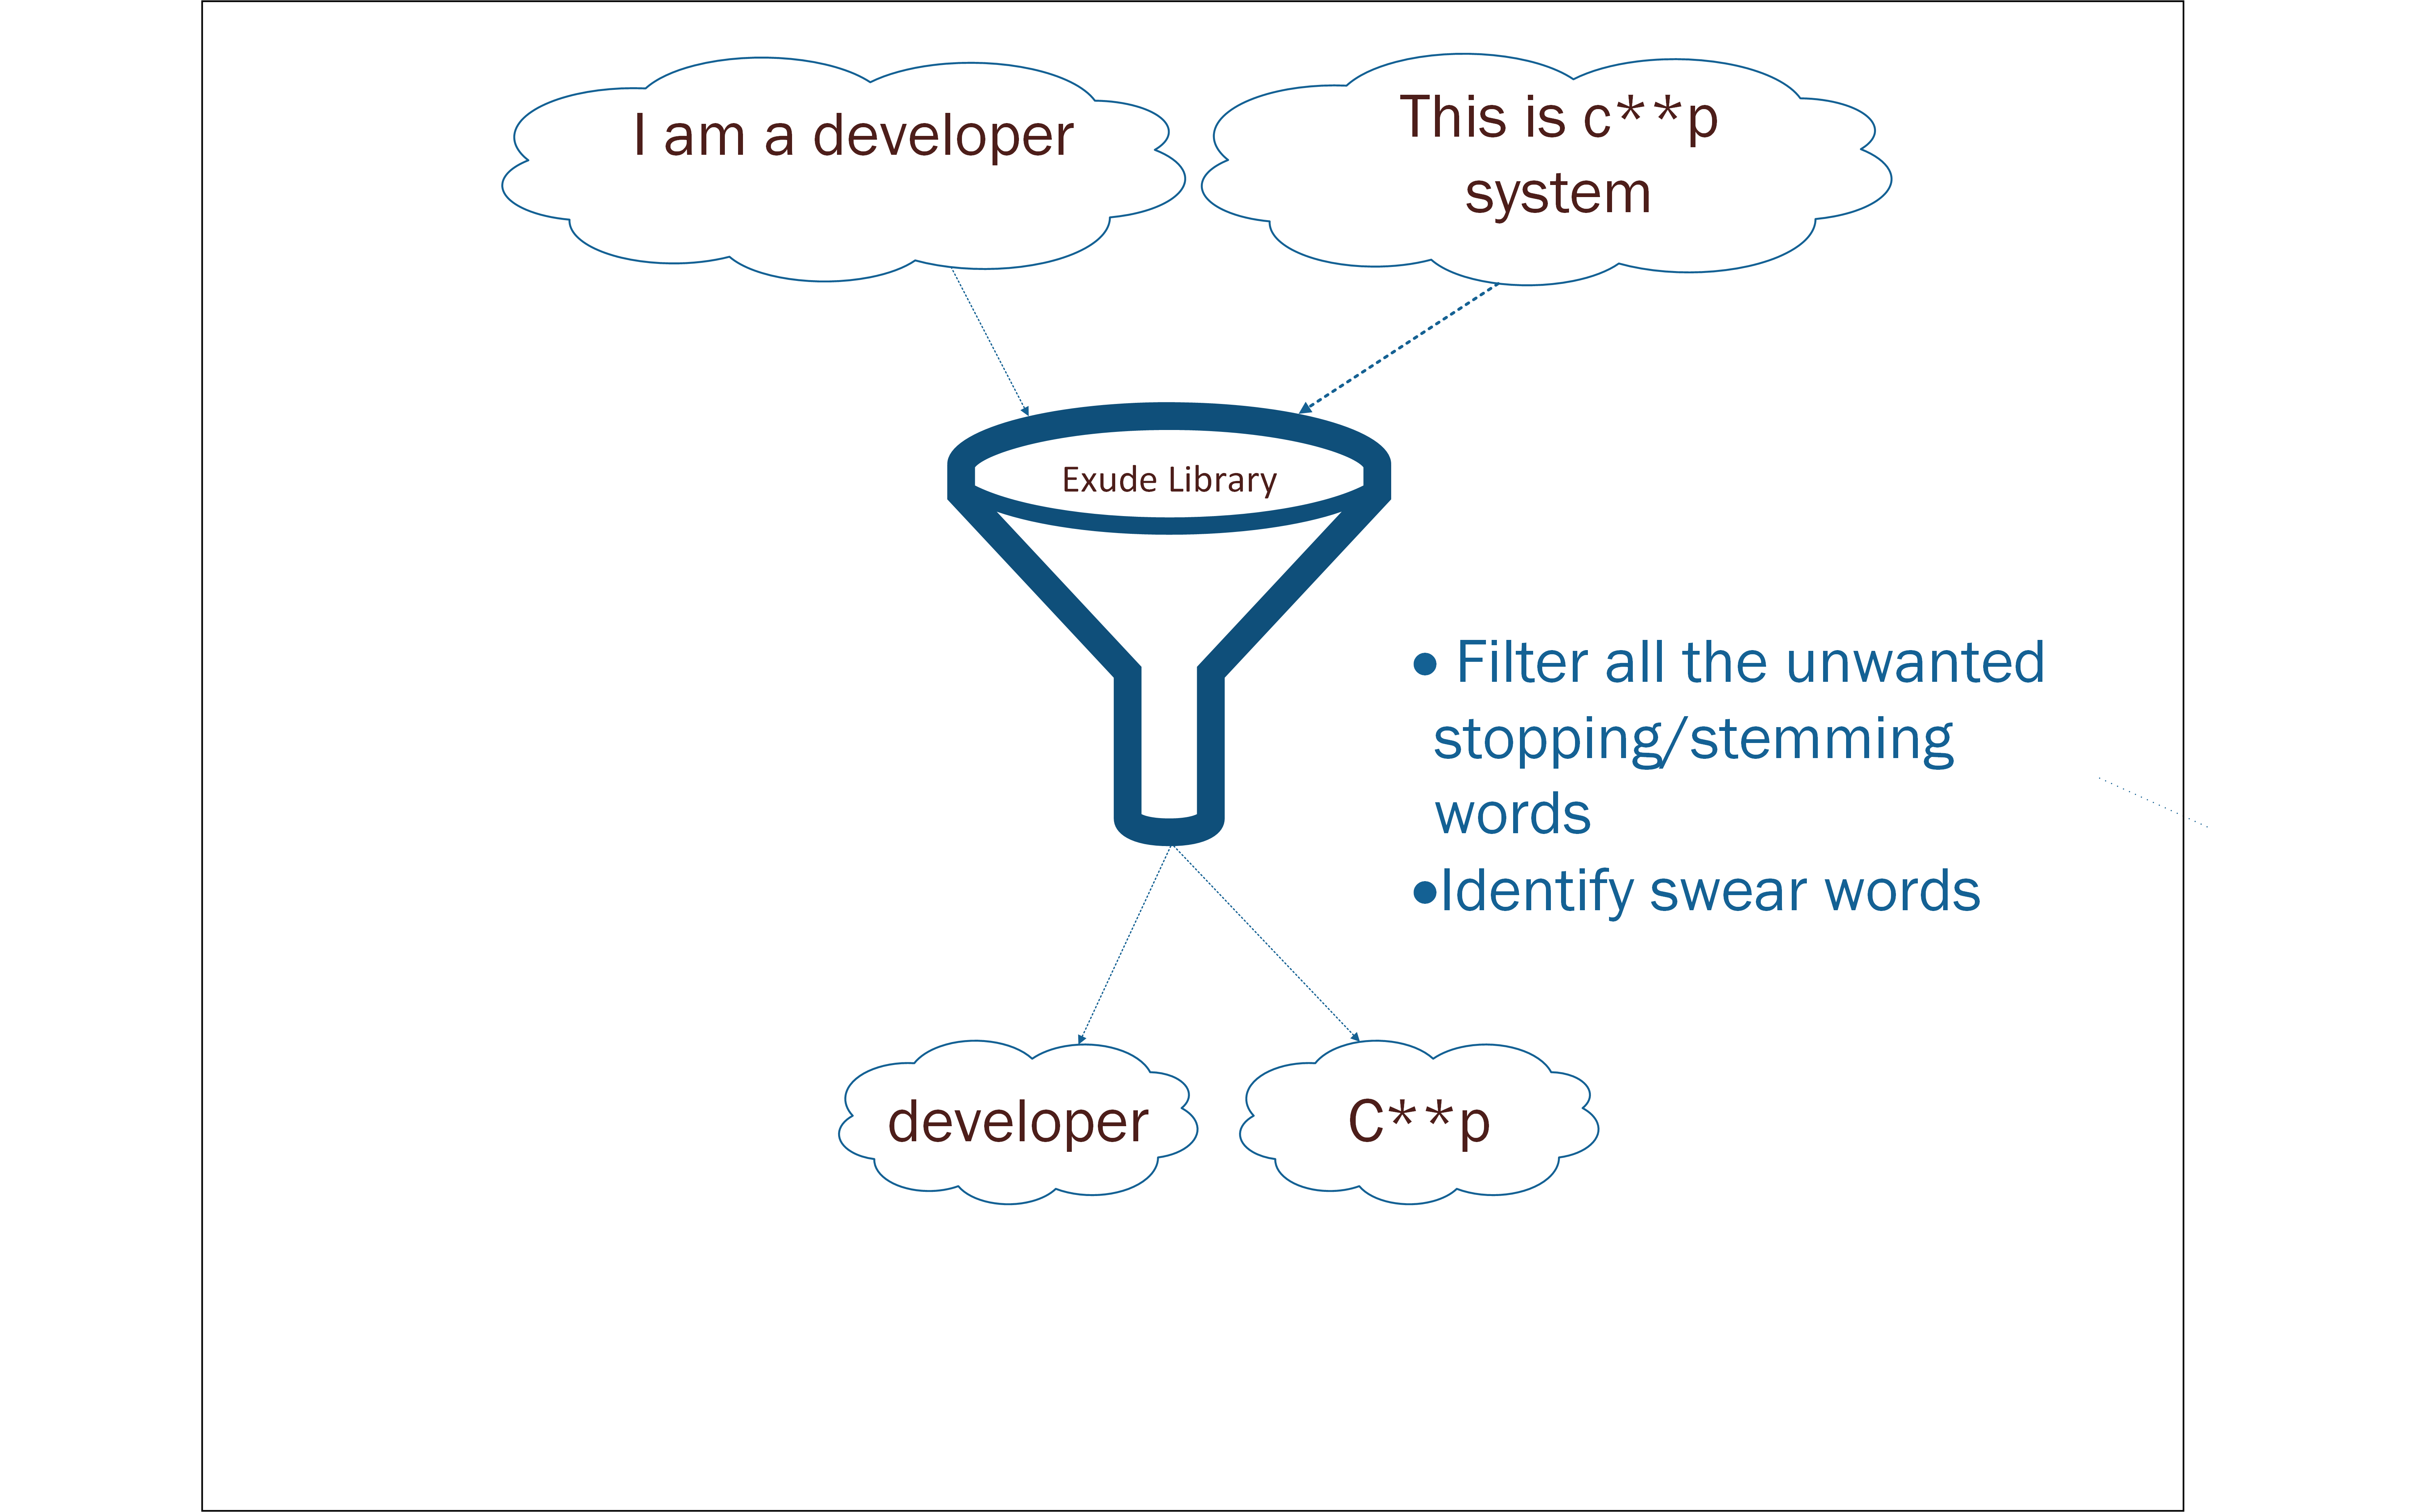 I am a developer
This is c**p
system
Exude Library
• Filter all the unwanted
stopping/stemming
words
•Identify swear words
developer
C**p